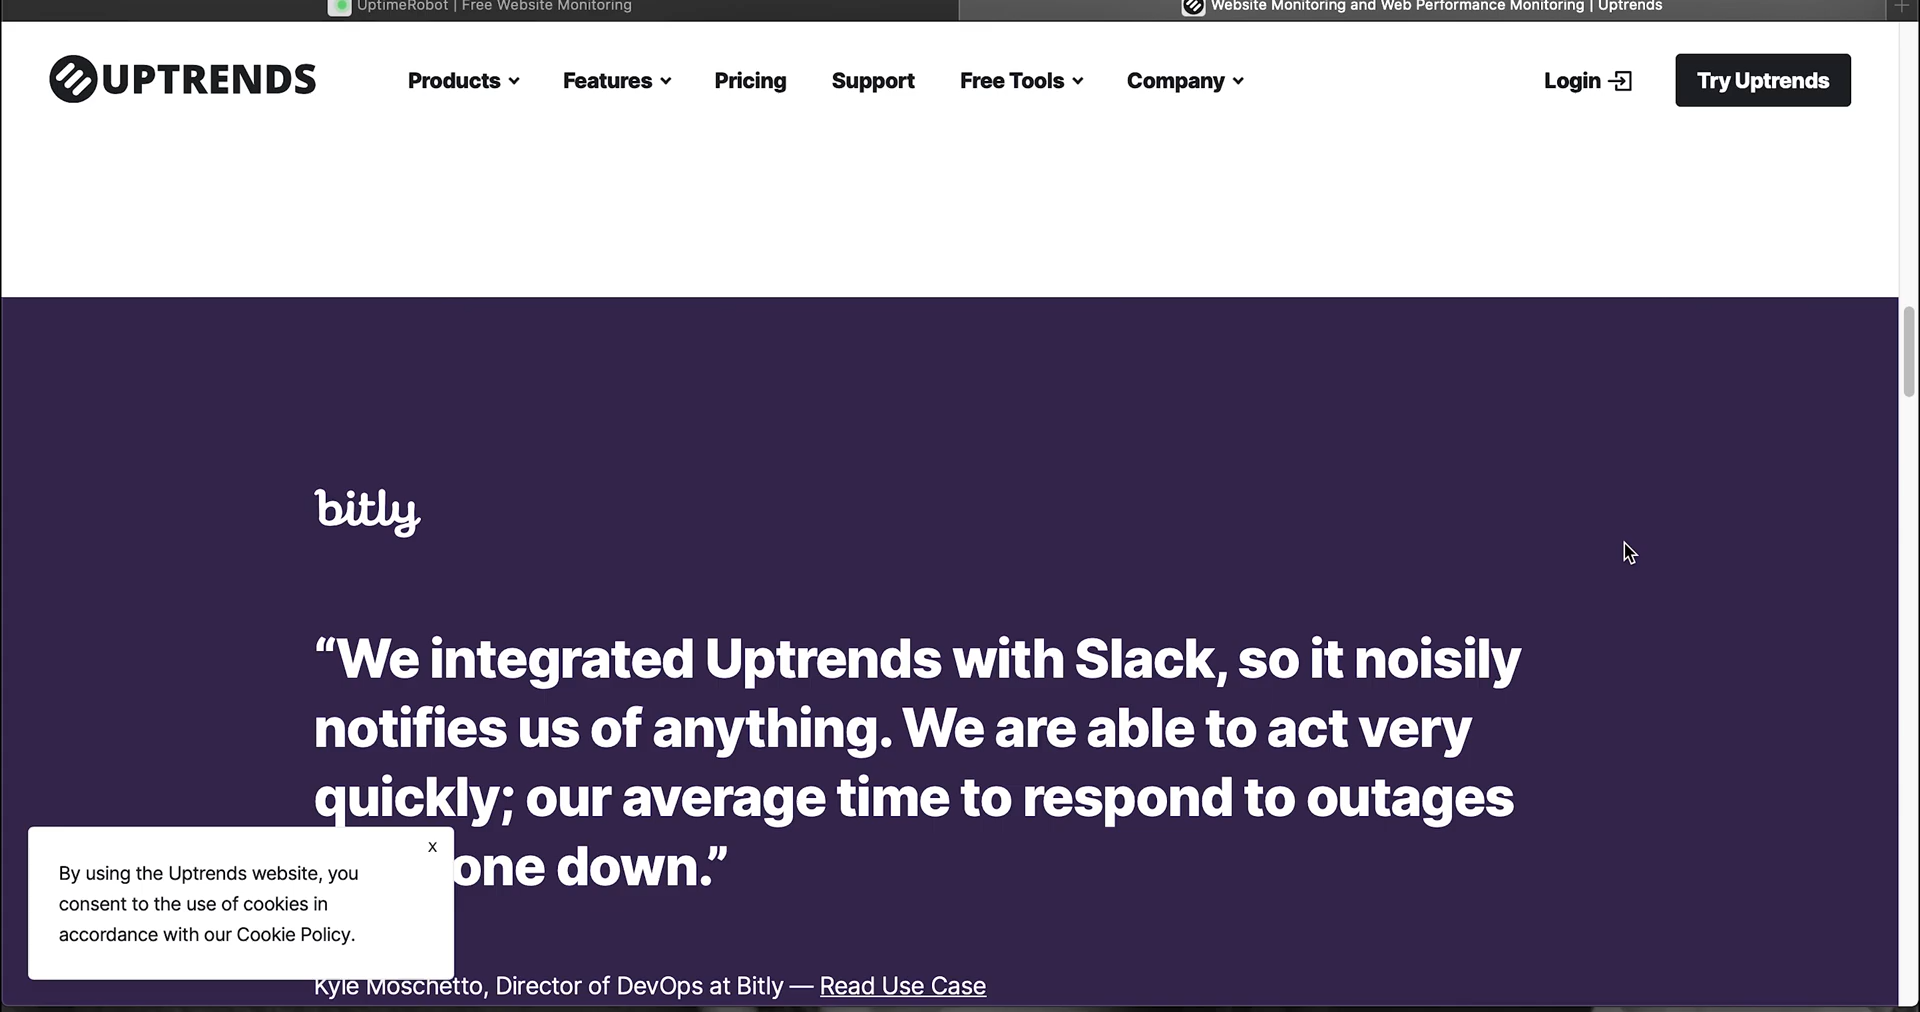 UptimeRobot | Free Website Monitoring
Website Monitoring and Web Performance Monitoring | Uptrends
UPTRENDS
Products
Features
Pricing
Support
Free Tools
Company
Login
Try Uptrends
bitly
“We integrated Uptrends with Slack, so it noisily
notifies us of anything. We are able to act very
quickly; our average time to respond to outages
one down.”
Kyle Moschetto, Director of DevOps at Bitly — Read Use Case
x
By using the Uptrends website, you
consent to the use of cookies in
accordance with our Cookie Policy.